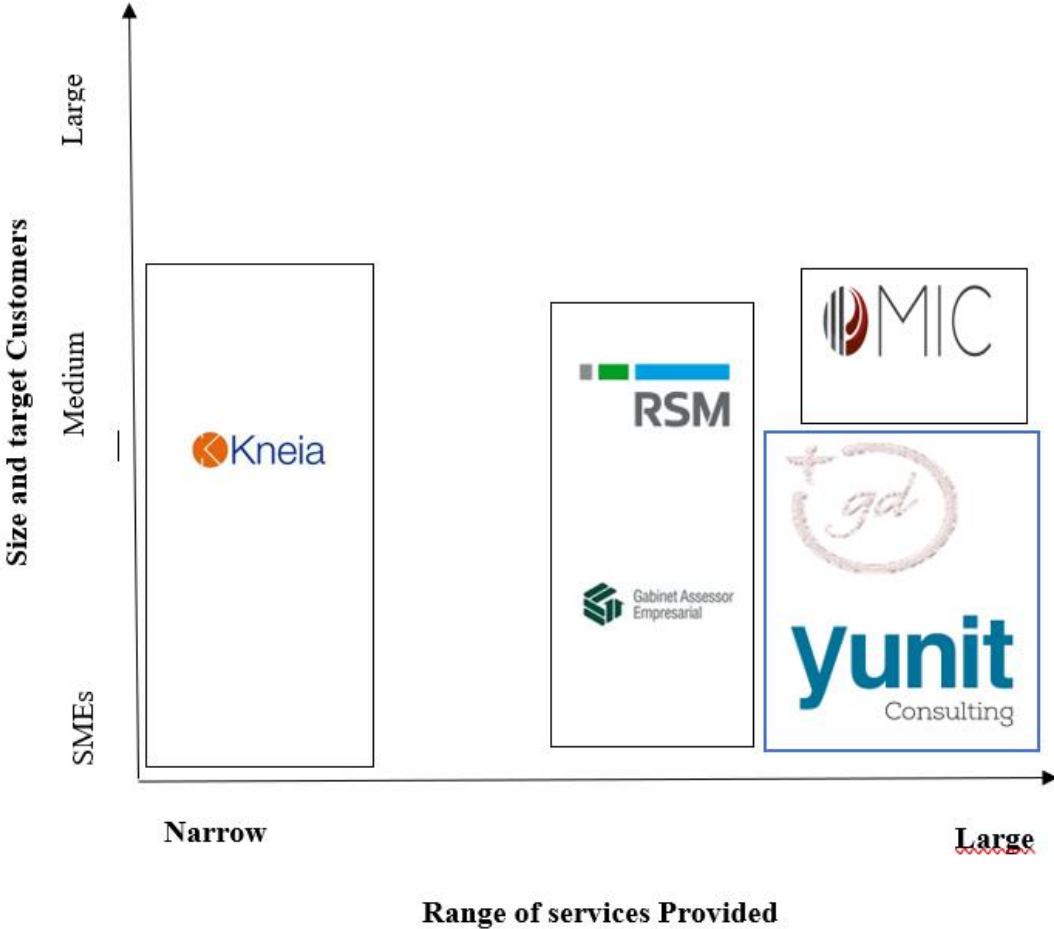 Large
Size and target Customers
Medium
SMEs
Kneia
RSM
Gabinet Assessor
Empresarial
MIC
gd
yunit
Consulting
Narrow
Large
Range of services Provided